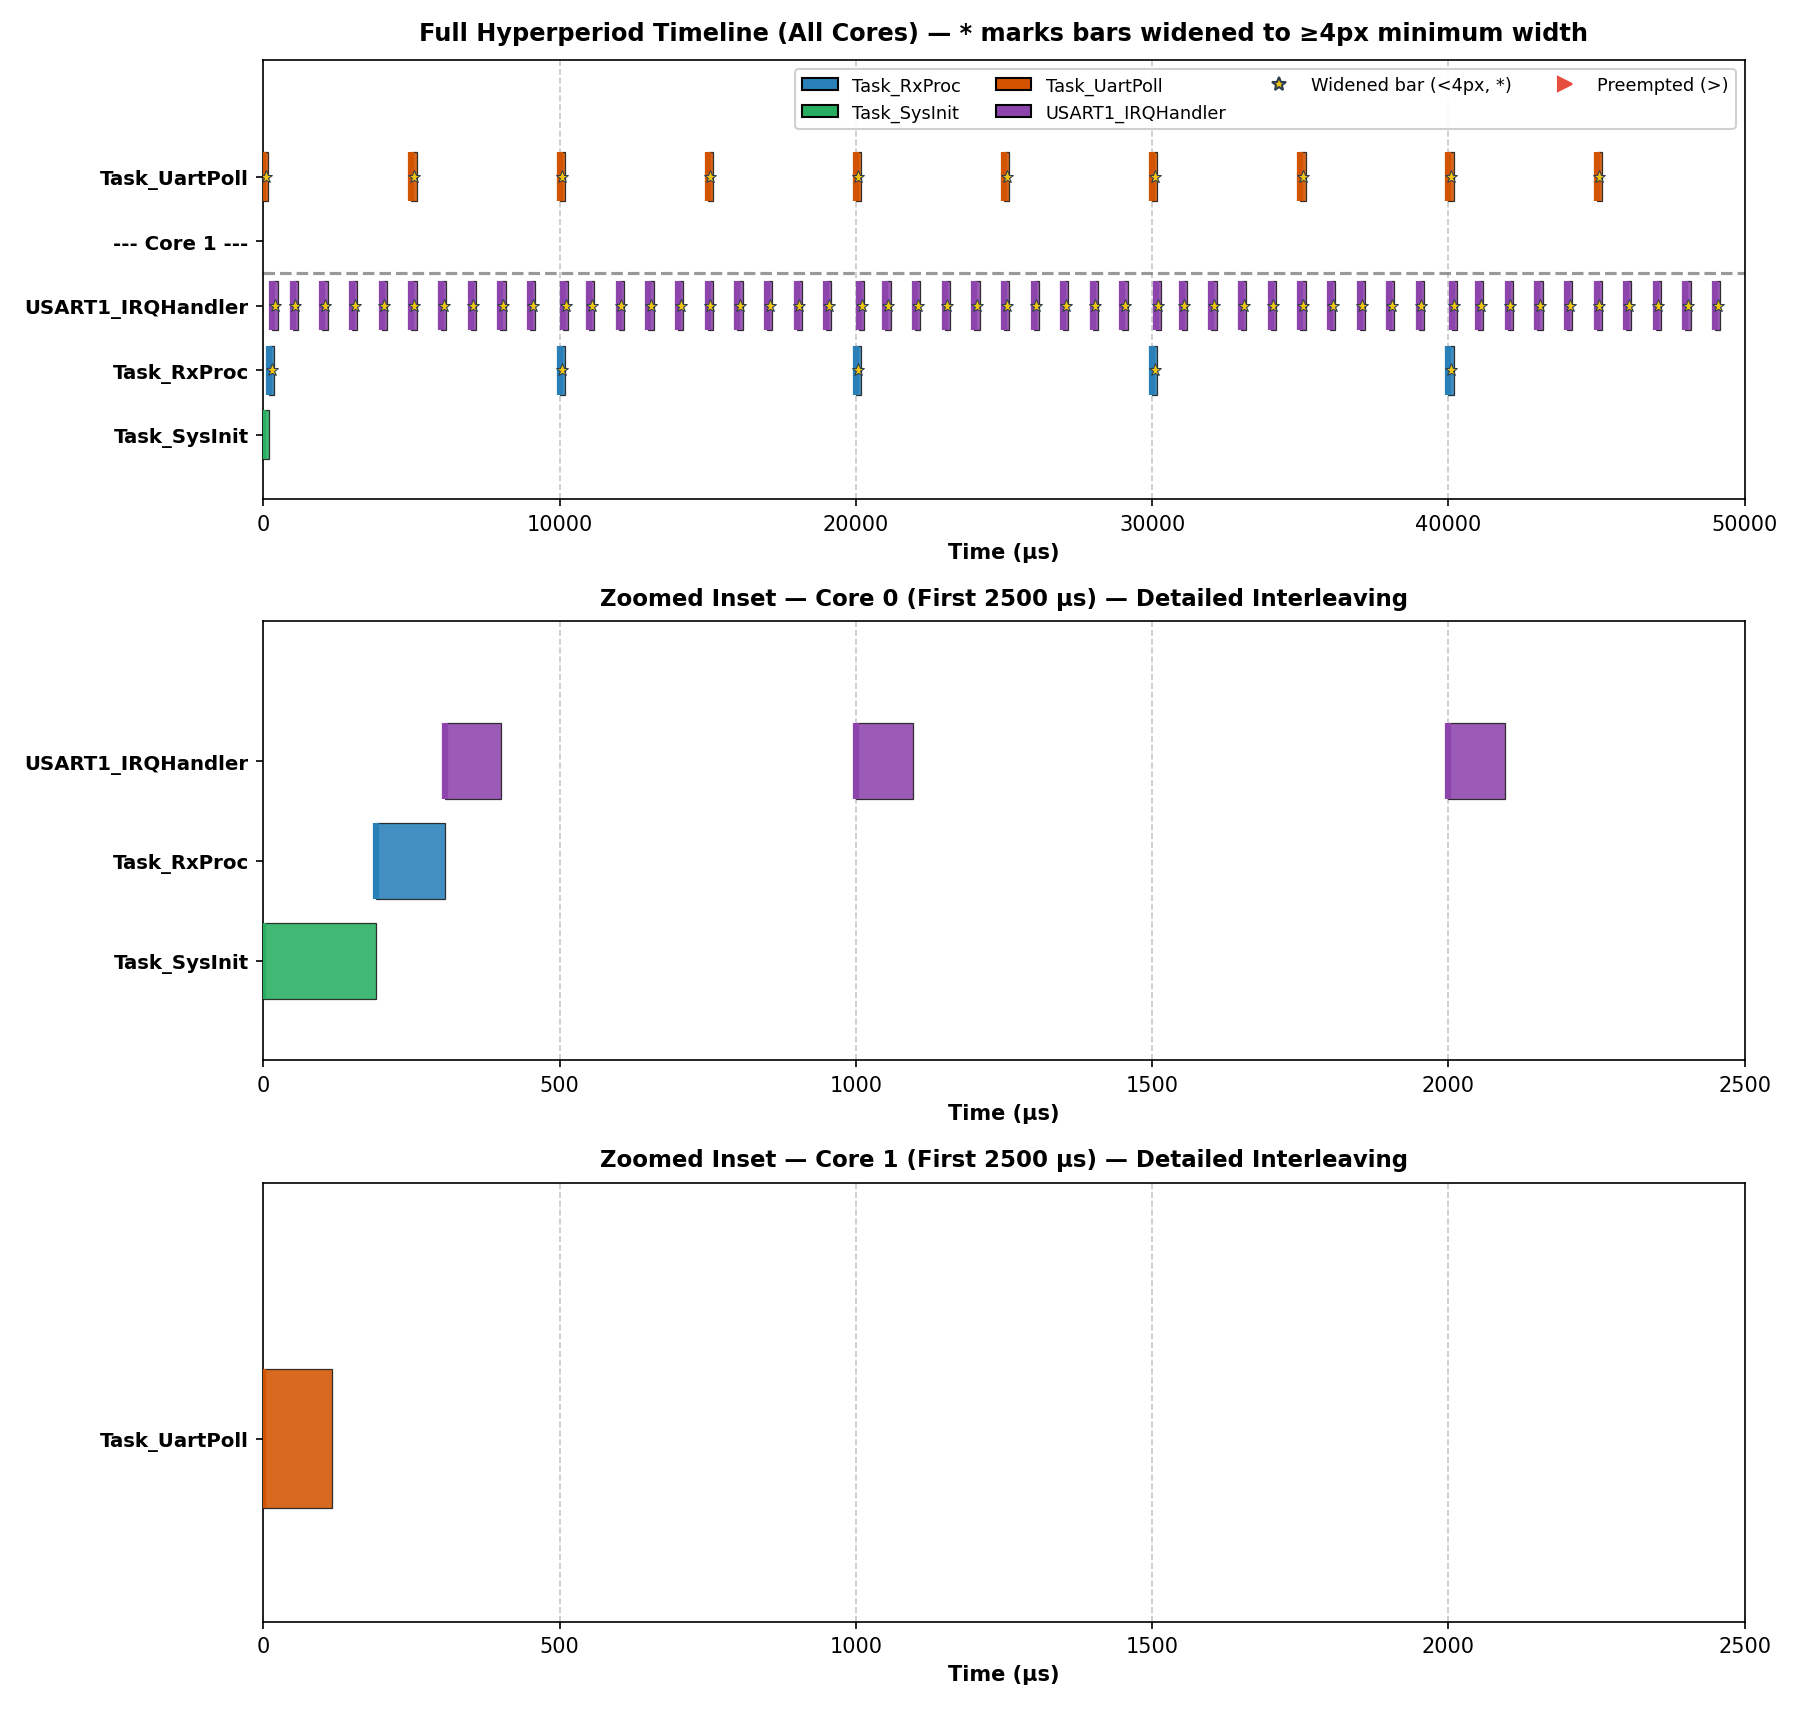 Full Hyperperiod Timeline (All Cores) — * marks bars widened to ≥4px minimum width
Task_RxProc
Task_SysInit
Task_UartPoll
USART1_IRQHandler
Widened bar (<4px, *)
Preempted (>)
Task_UartPoll
--- Core 1 ---
USART1_IRQHandler
Task_RxProc
Task_SysInit
0 10000 20000 30000 40000 50000
Time (µs)
Zoomed Inset — Core 0 (First 2500 µs) — Detailed Interleaving
USART1_IRQHandler
Task_RxProc
Task_SysInit
0 500 1000 1500 2000 2500
Time (µs)
Zoomed Inset — Core 1 (First 2500 µs) — Detailed Interleaving
Task_UartPoll
0 500 1000 1500 2000 2500
Time (µs)